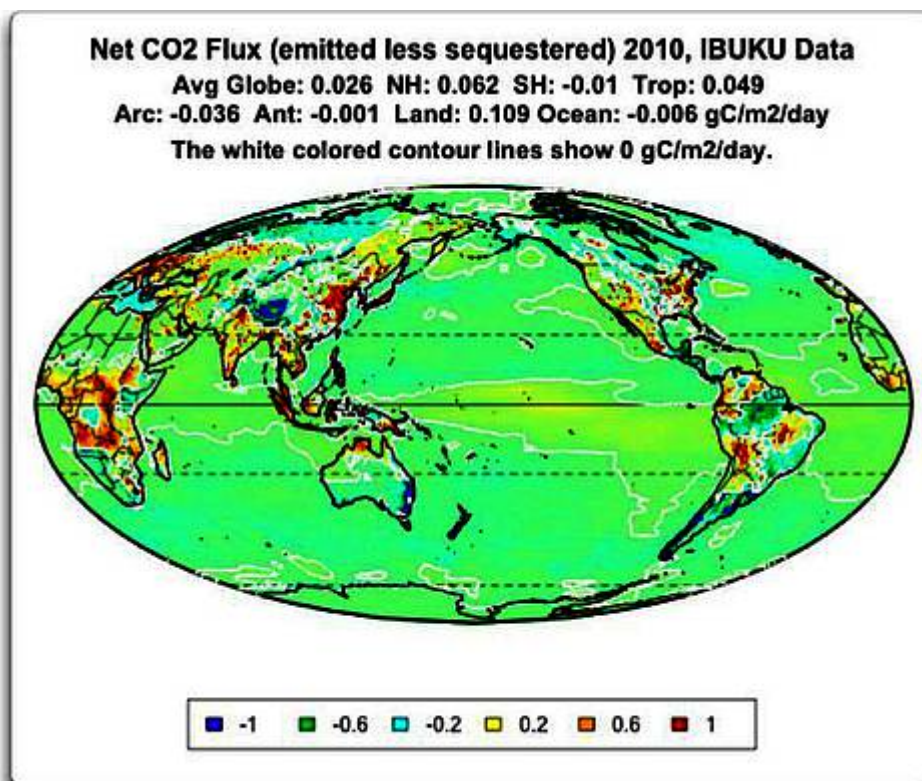 Net CO2 Flux (emitted less sequestered) 2010, IBUKU Data
Avg Globe: 0.026 NH: 0.062 SH: -0.01 Trop: 0.049
Arc: -0.036 Ant: -0.001 Land: 0.109 Ocean: -0.006 gC/m2/day
The white colored contour lines show 0 gC/m2/day.
-1 -0.6 -0.2 0.2 0.6 1